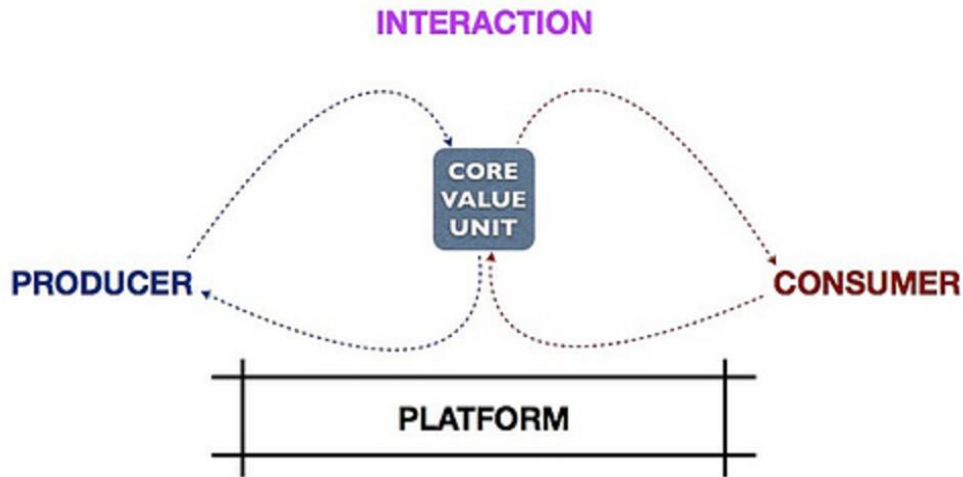 INTERACTION
CORE
VALUE
UNIT
PRODUCER
CONSUMER
PLATFORM